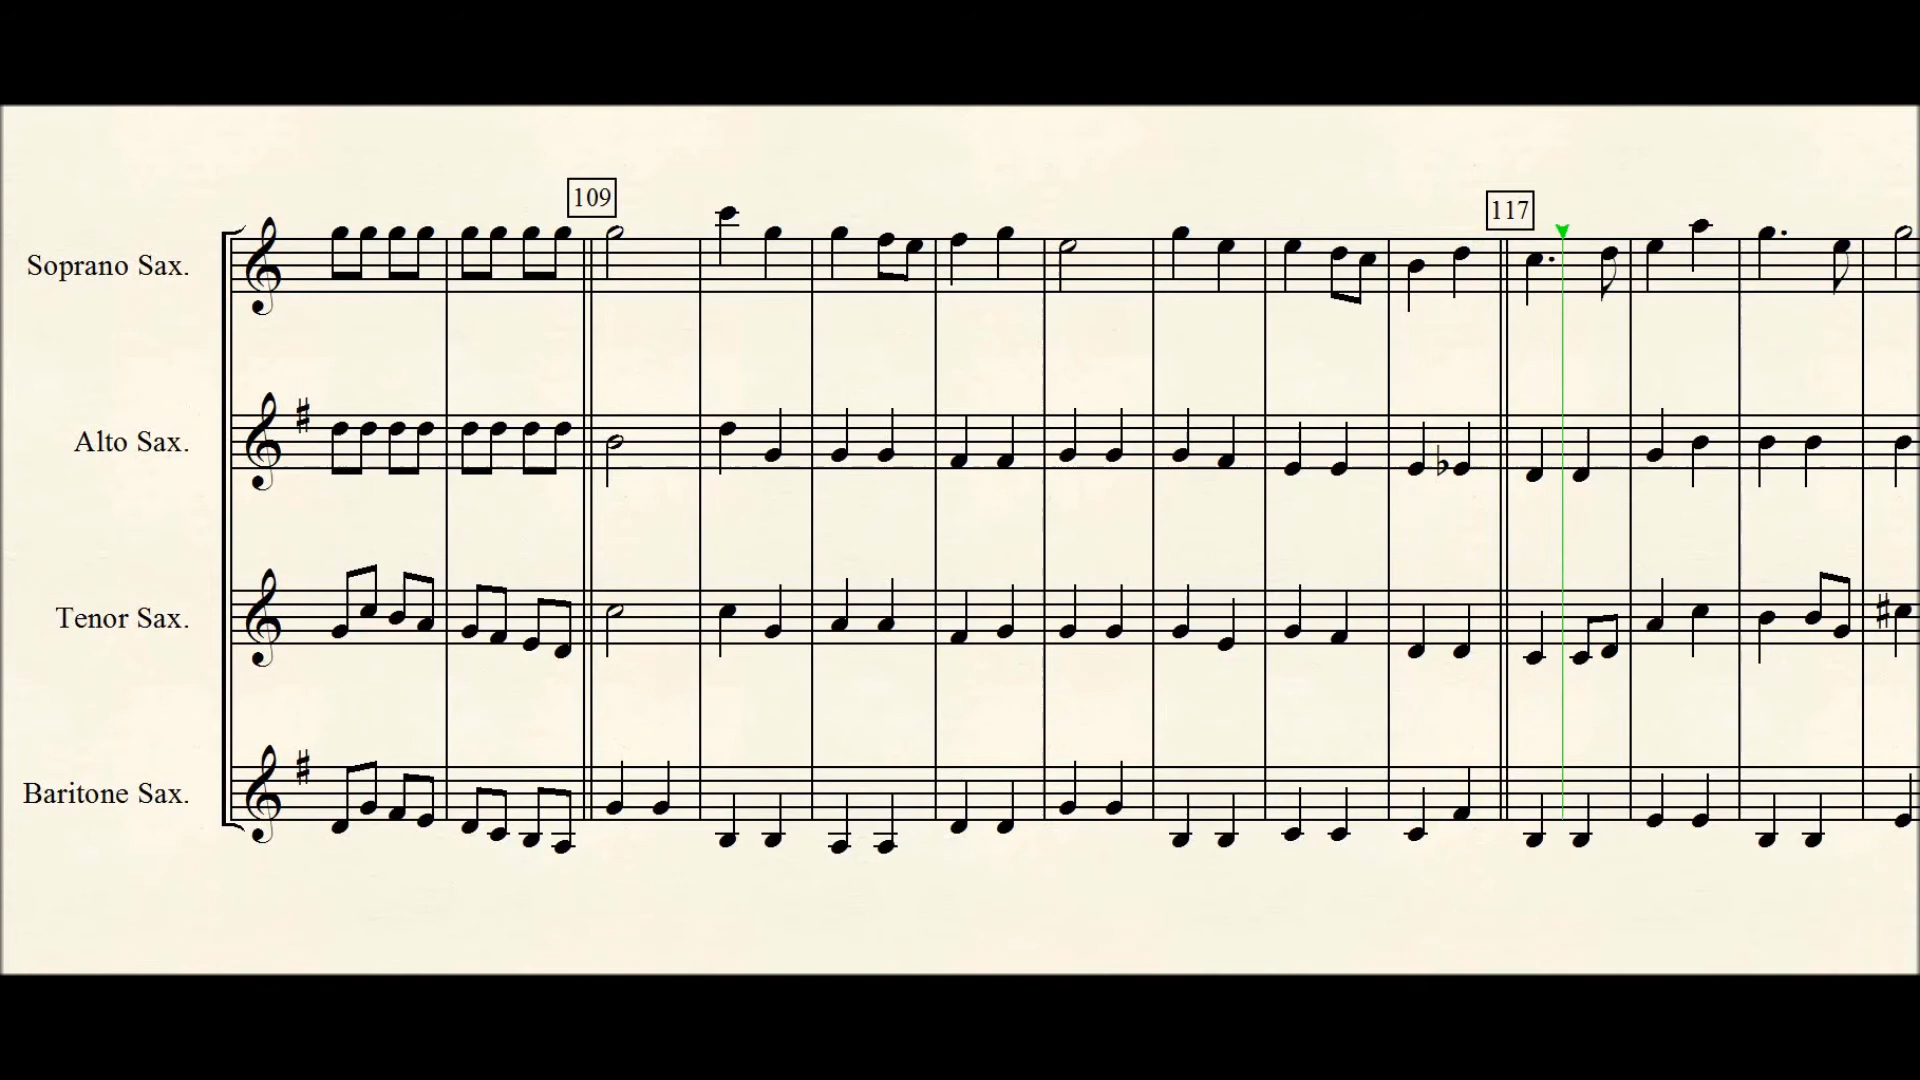 109
117
Soprano Sax.
Alto Sax.
Tenor Sax.
Baritone Sax.